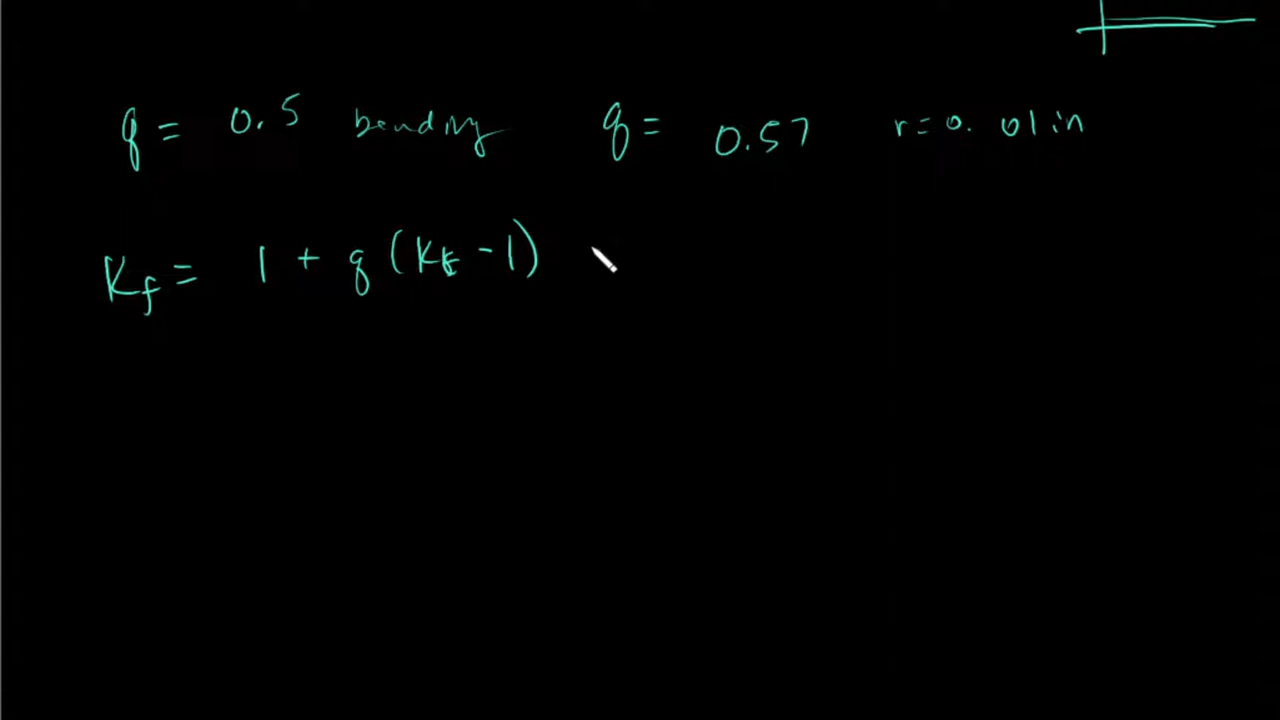 q = 0.5 bending q = 0.57 r = 0.01 in
Kf = 1 + q (Kt - 1)